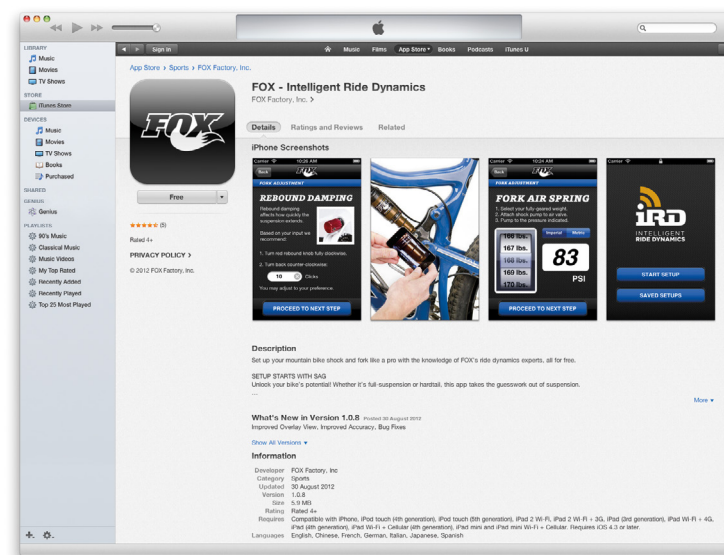 Sign In
Music
Films
App Store
Books
Podcasts
iTunes U
LIBRARY
Music
Movies
TV Shows
STORE
iTunes Store
DEVICES
Music
Movies
TV Shows
Books
Purchased
SHARED
GENIUS
Genius
PLAYLISTS
90's Music
Classical Music
Music Videos
My Top Rated
Recently Added
Recently Played
Top 25 Most Played
App Store > Sports > FOX Factory, Inc.
FOX
Free
(5)
Rated 4+
PRIVACY POLICY >
© 2012 FOX Factory, Inc.
FOX - Intelligent Ride Dynamics
FOX Factory, Inc. >
Details Ratings and Reviews Related
iPhone Screenshots
Carrier 10:26 AM
Back FOX
FORK ADJUSTMENT
REBOUND DAMPING
Rebound damping
affects how quickly the
suspension extends.
Based on your input we
recommend:
1. Turn red rebound knob fully clockwise.
2. Turn back counter-clockwise:
10 Clicks
You may adjust to your preference.
PROCEED TO NEXT STEP
Carrier 10:24 AM
Back FOX
FORK ADJUSTMENT
FORK AIR SPRING
1. Select your fully-geared weight.
2. Attach shock pump to air valve.
3. Pump to the pressure indicated.
166 lbs.
167 lbs.
168 lbs.
169 lbs.
170 lbs.
Imperial Metric
83
PSI
PROCEED TO NEXT STEP
Carrier
iRD
INTELLIGENT
RIDE DYNAMICS
START SETUP
SAVED SETUPS
Description
Set up your mountain bike shock and fork like a pro with the knowledge of FOX's ride dynamics experts, all for free.
SETUP STARTS WITH SAG
Unlock your bike's potential! Whether it's full-suspension or hardtail, this app takes the guesswork out of suspension.
...
More
What's New in Version 1.0.8 Posted 30 August 2012
Improved Overlay View, Improved Accuracy, Bug Fixes
Show All Versions
Information
Developer FOX Factory, Inc
Category Sports
Updated 30 August 2012
Version 1.0.8
Size 5.9 MB
Rating Rated 4+
Requires Compatible with iPhone, iPod touch (4th generation), iPod touch (5th generation), iPad 2 Wi-Fi, iPad 2 Wi-Fi + 3G, iPad (3rd generation), iPad Wi-Fi + 4G,
iPad (4th generation), iPad Wi-Fi + Cellular (4th generation), iPad mini and iPad mini Wi-Fi + Cellular. Requires iOS 4.3 or later.
Languages English, Chinese, French, German, Italian, Japanese, Spanish